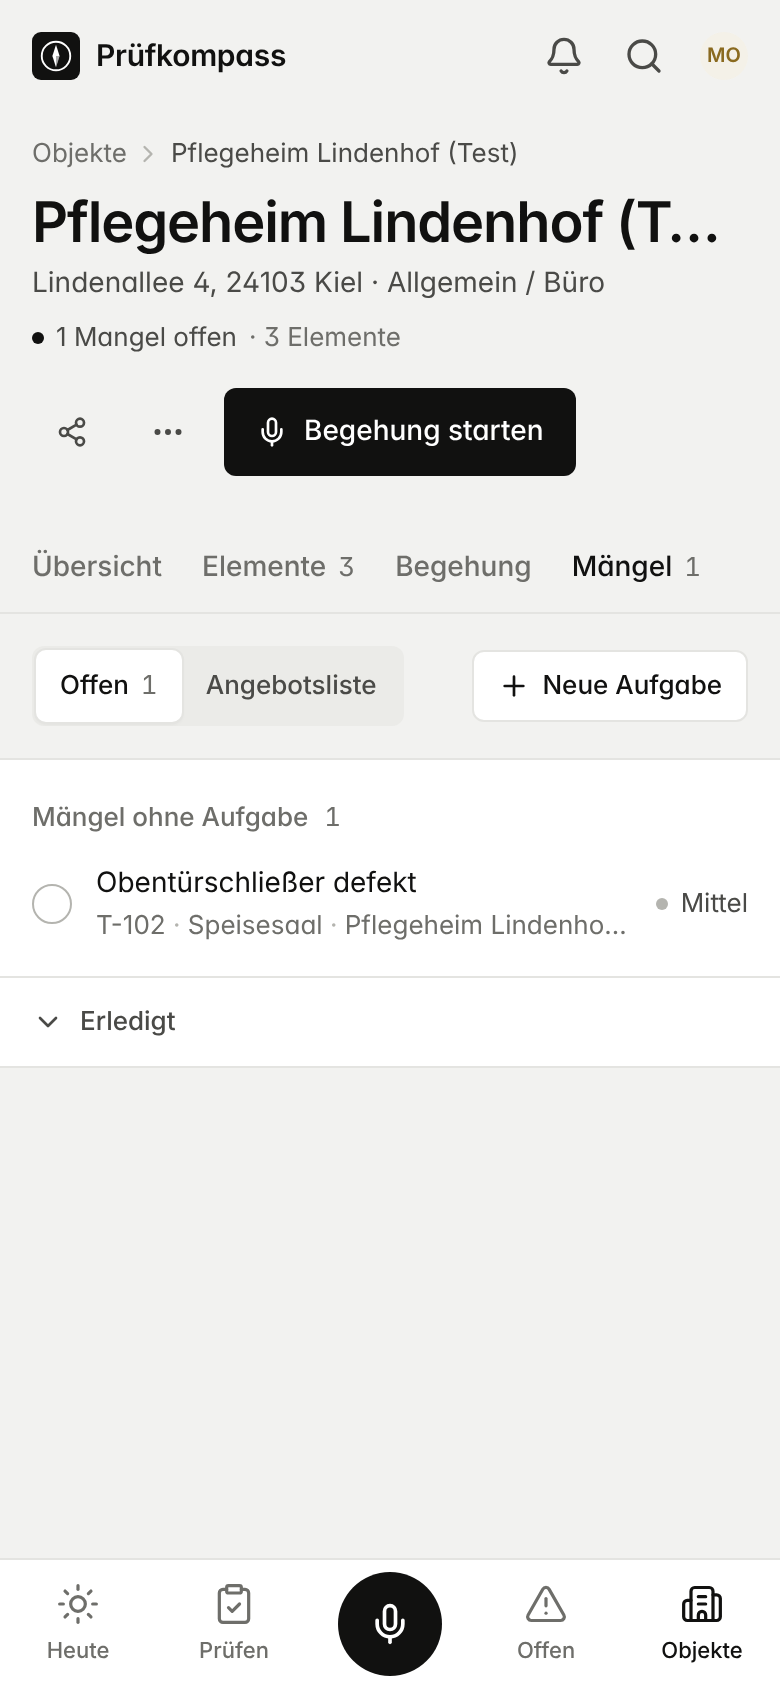 Prüfkompass
MO
Objekte > Pflegeheim Lindenhof (Test)
Pflegeheim Lindenhof (T...
Lindenallee 4, 24103 Kiel · Allgemein / Büro
1 Mangel offen · 3 Elemente
Begehung starten
Übersicht Elemente 3 Begehung Mängel 1
Offen 1 Angebotsliste Neue Aufgabe
Mängel ohne Aufgabe 1
Obentürschließer defekt
T-102 · Speisesaal · Pflegeheim Lindenho...
Mittel
Erledigt
Heute Prüfen Offen Objekte